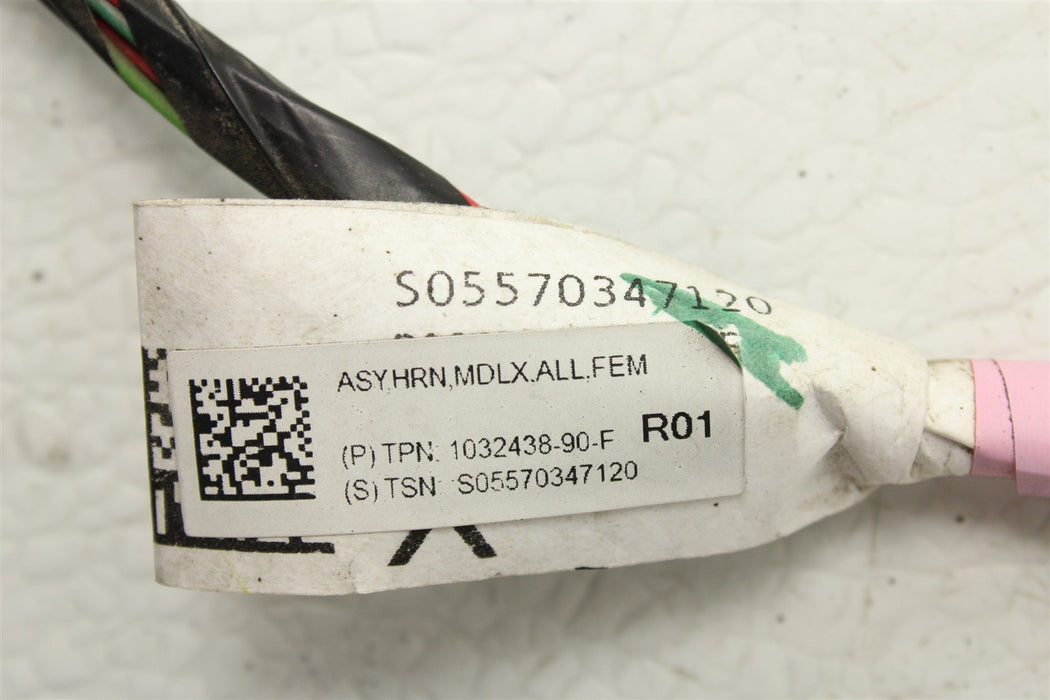 S05570347120
ASY,HRN,MDLX,ALL,FEM
R01
(P) TPN: 1032438-90-F
(S) TSN: S05570347120